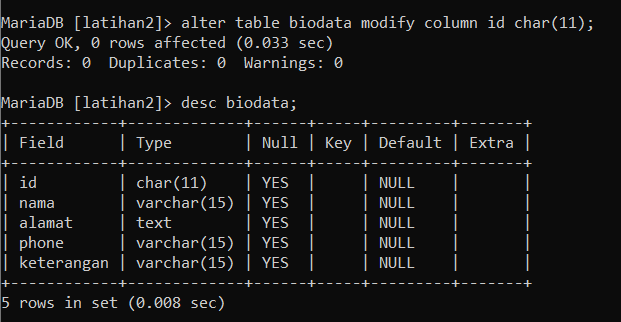 MariaDB [latihan2]> alter table biodata modify column id char(11);
Query OK, 0 rows affected (0.033 sec)
Records: 0  Duplicates: 0  Warnings: 0

MariaDB [latihan2]> desc biodata;
+------------+-------------+------+-----+---------+-------+
| Field      | Type        | Null | Key | Default | Extra |
+------------+-------------+------+-----+---------+-------+
| id         | char(11)    | YES  |     | NULL    |       |
| nama       | varchar(15) | YES  |     | NULL    |       |
| alamat     | text        | YES  |     | NULL    |       |
| phone      | varchar(15) | YES  |     | NULL    |       |
| keterangan | varchar(15) | YES  |     | NULL    |       |
+------------+-------------+------+-----+---------+-------+
5 rows in set (0.008 sec)